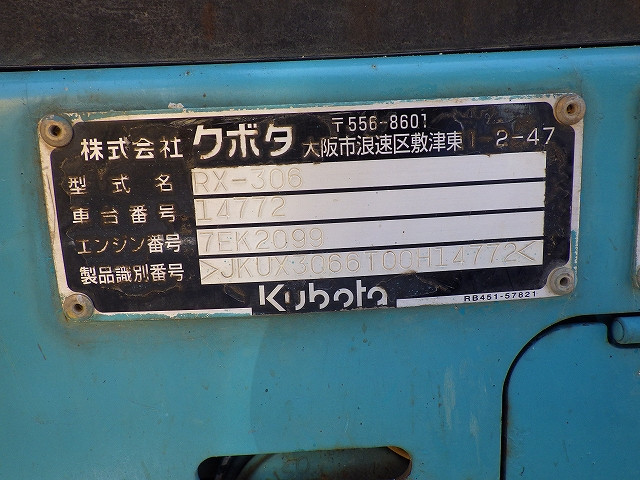 株式会社 クボタ 〒556-8601
大阪市浪速区敷津東1-2-47
型式名 RX-306
車台番号 14772
エンジン番号 7EK2099
製品識別番号 >JKUX3066T00H14772<
Kubota RB451-57821